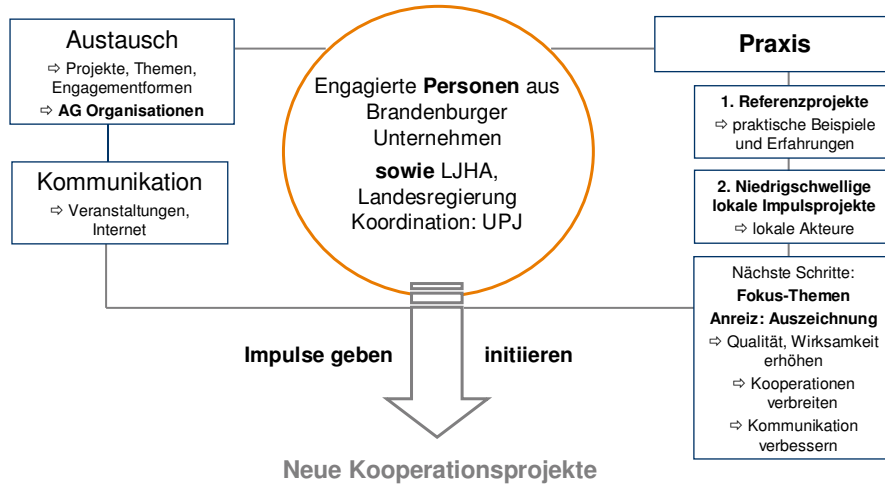 Austausch
⇨ Projekte, Themen,
Engagementformen
⇨ AG Organisationen
Kommunikation
⇨ Veranstaltungen,
Internet
Engagierte Personen aus
Brandenburger
Unternehmen
sowie LJHA,
Landesregierung
Koordination: UPJ
Praxis
1. Referenzprojekte
⇨ praktische Beispiele
und Erfahrungen
2. Niedrigschwellige
lokale Impulsprojekte
⇨ lokale Akteure
Nächste Schritte:
Fokus-Themen
Anreiz: Auszeichnung
⇨ Qualität, Wirksamkeit
erhöhen
⇨ Kooperationen
verbreiten
⇨ Kommunikation
verbessern
Impulse geben initiieren
Neue Kooperationsprojekte